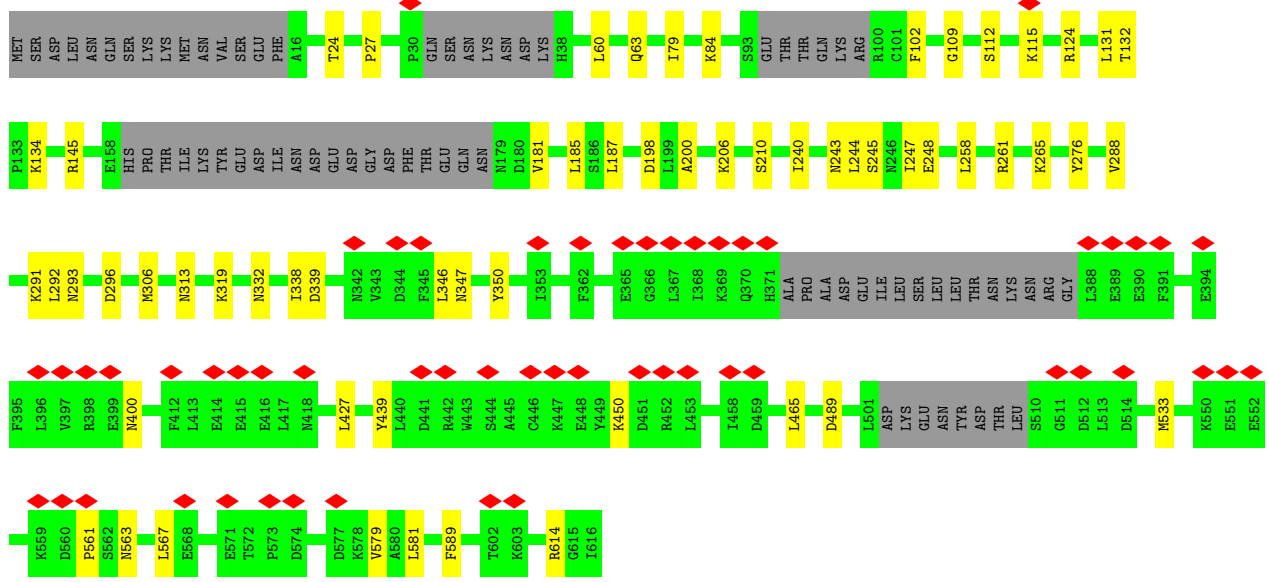 MET SER ASP LEU ASN GLN SER LYS LYS MET ASN VAL SER GLU PHE A16 T24 P27 P30 GLN SER ASN LYS ASN ASP LYS H38 L60 Q63 I79 K84 S93 GLU THR THR GLN LYS ARG R100 C101 F102 G109 S112 K115 R124 L131 T132
P133 K134 R145 E158 HIS PRO THR ILE LYS TYR GLU ASP ILE ASN ASP GLU ASP GLY ASP PHE THR GLU GLN ASN N179 D180 V181 L185 S186 L187 D198 L199 A200 K206 S210 I240 N243 L244 S245 N246 I247 E248 L258 R261 K265 Y276 V288
K291 L292 N293 D296 M306 N313 K319 N332 I338 D339 N342 V343 D344 F345 L346 N347 Y350 I353 F362 E365 G366 L367 I368 K369 Q370 H371 ALA PRO ALA ASP GLU ILE LEU SER LEU LEU THR ASN LYS ASN ARG GLY L388 E389 E390 F391 E394
F395 L396 V397 R398 E399 N400 F412 L413 E414 E415 E416 L417 N418 L427 Y439 L440 D441 R442 W443 S444 A445 C446 K447 E448 Y449 K450 D451 R452 L453 I458 D459 L465 D489 L501 ASP LYS GLU ASN TYR ASP THR LEU S510 G511 D512 L513 D514 M533 K550 E551 E552
K559 D560 P561 S562 N563 L567 E568 E571 T572 P573 D574 D577 K578 V579 A580 L581 F589 T602 K603 R614 G615 I616